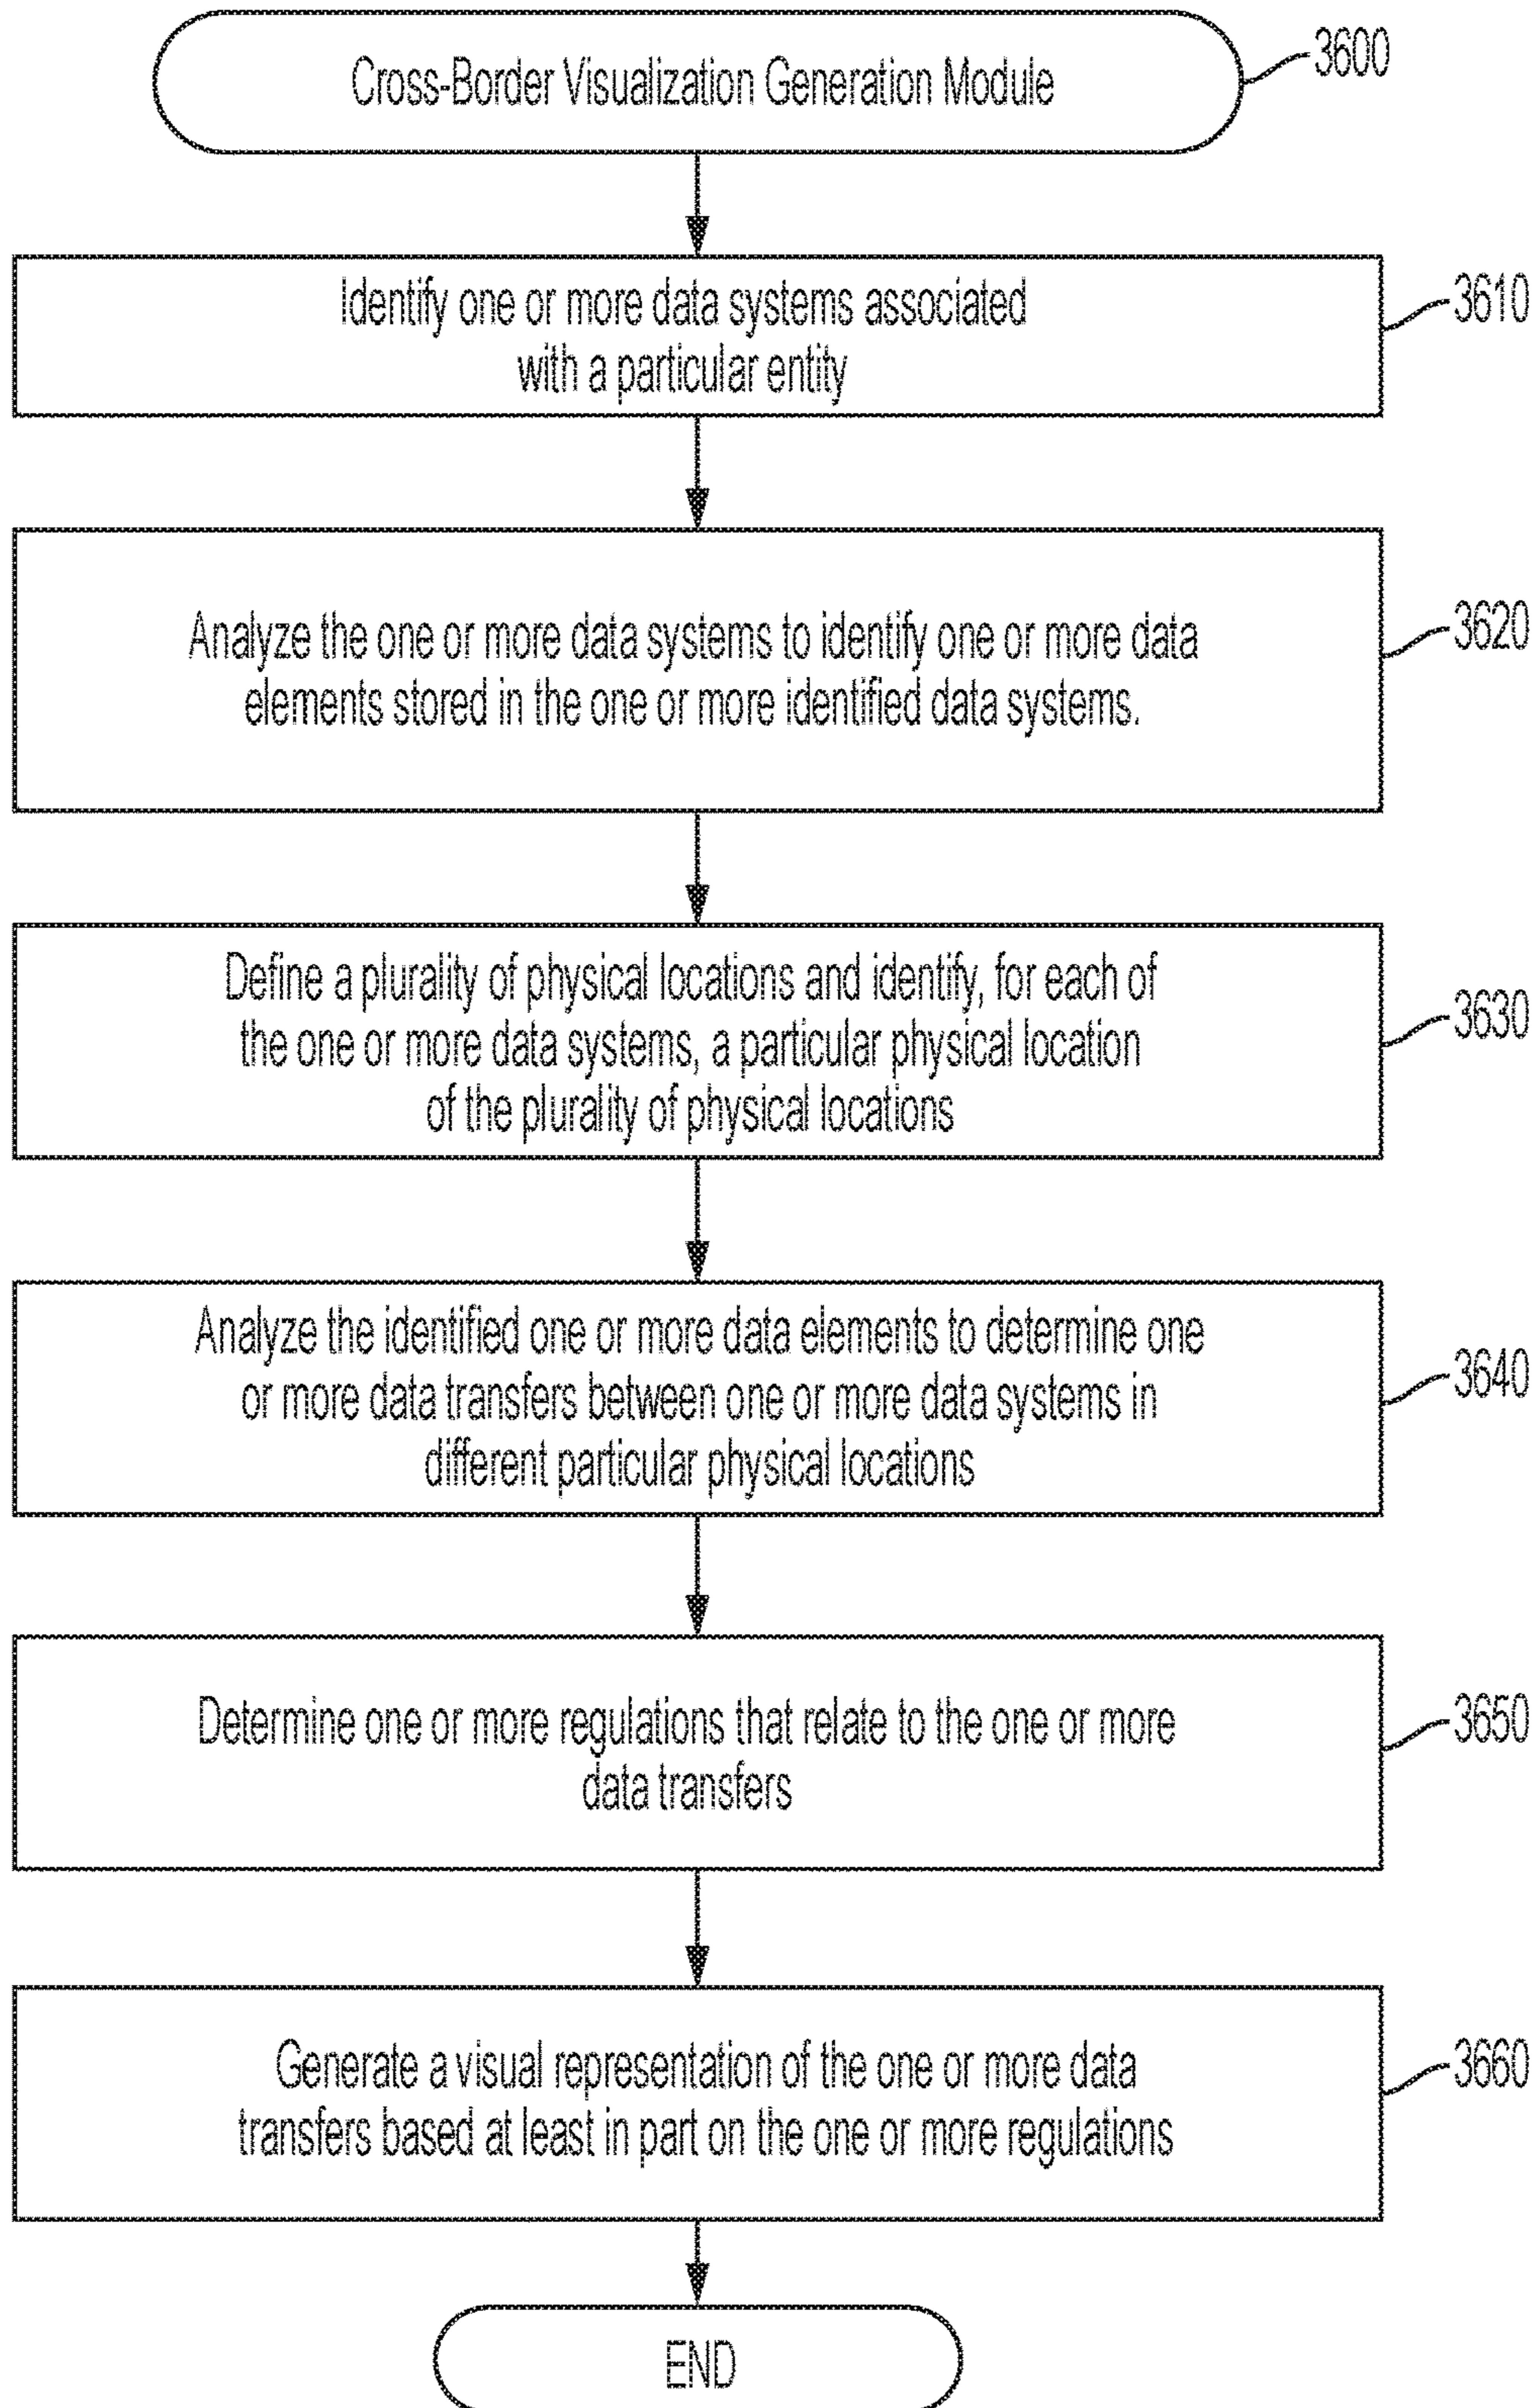 Cross-Border Visualization Generation Module
3600
Identify one or more data systems associated
with a particular entity
3610
Analyze the one or more data systems to identify one or more data
elements stored in the one or more identified data systems.
3620
Define a plurality of physical locations and identify, for each of
the one or more data systems, a particular physical location
of the plurality of physical locations
3630
Analyze the identified one or more data elements to determine one
or more data transfers between one or more data systems in
different particular physical locations
3640
Determine one or more regulations that relate to the one or more
data transfers
3650
Generate a visual representation of the one or more data
transfers based at least in part on the one or more regulations
3660
END